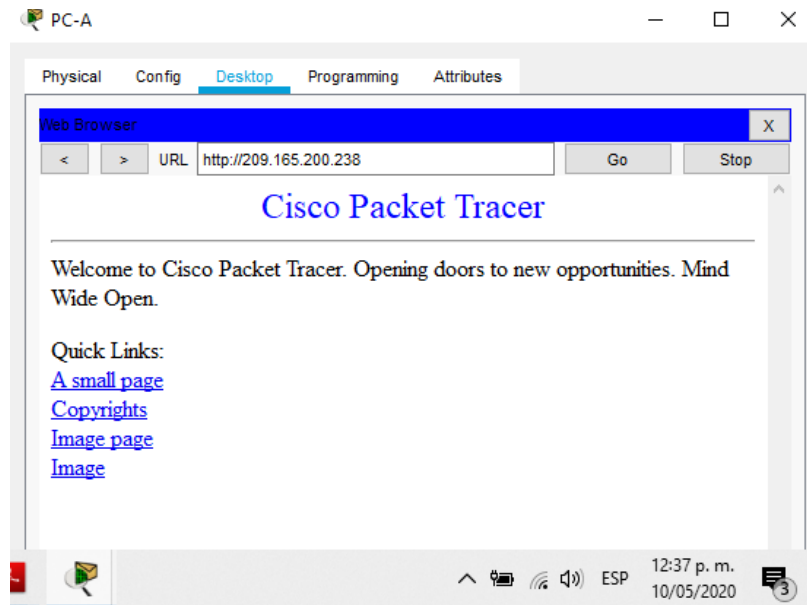 PC-A
Physical Config Desktop Programming Attributes
Web Browser X
< > URL http://209.165.200.238 Go Stop
Cisco Packet Tracer
Welcome to Cisco Packet Tracer. Opening doors to new opportunities. Mind
Wide Open.
Quick Links:
A small page
Copyrights
Image page
Image
ESP 12:37 p. m.
10/05/2020 3